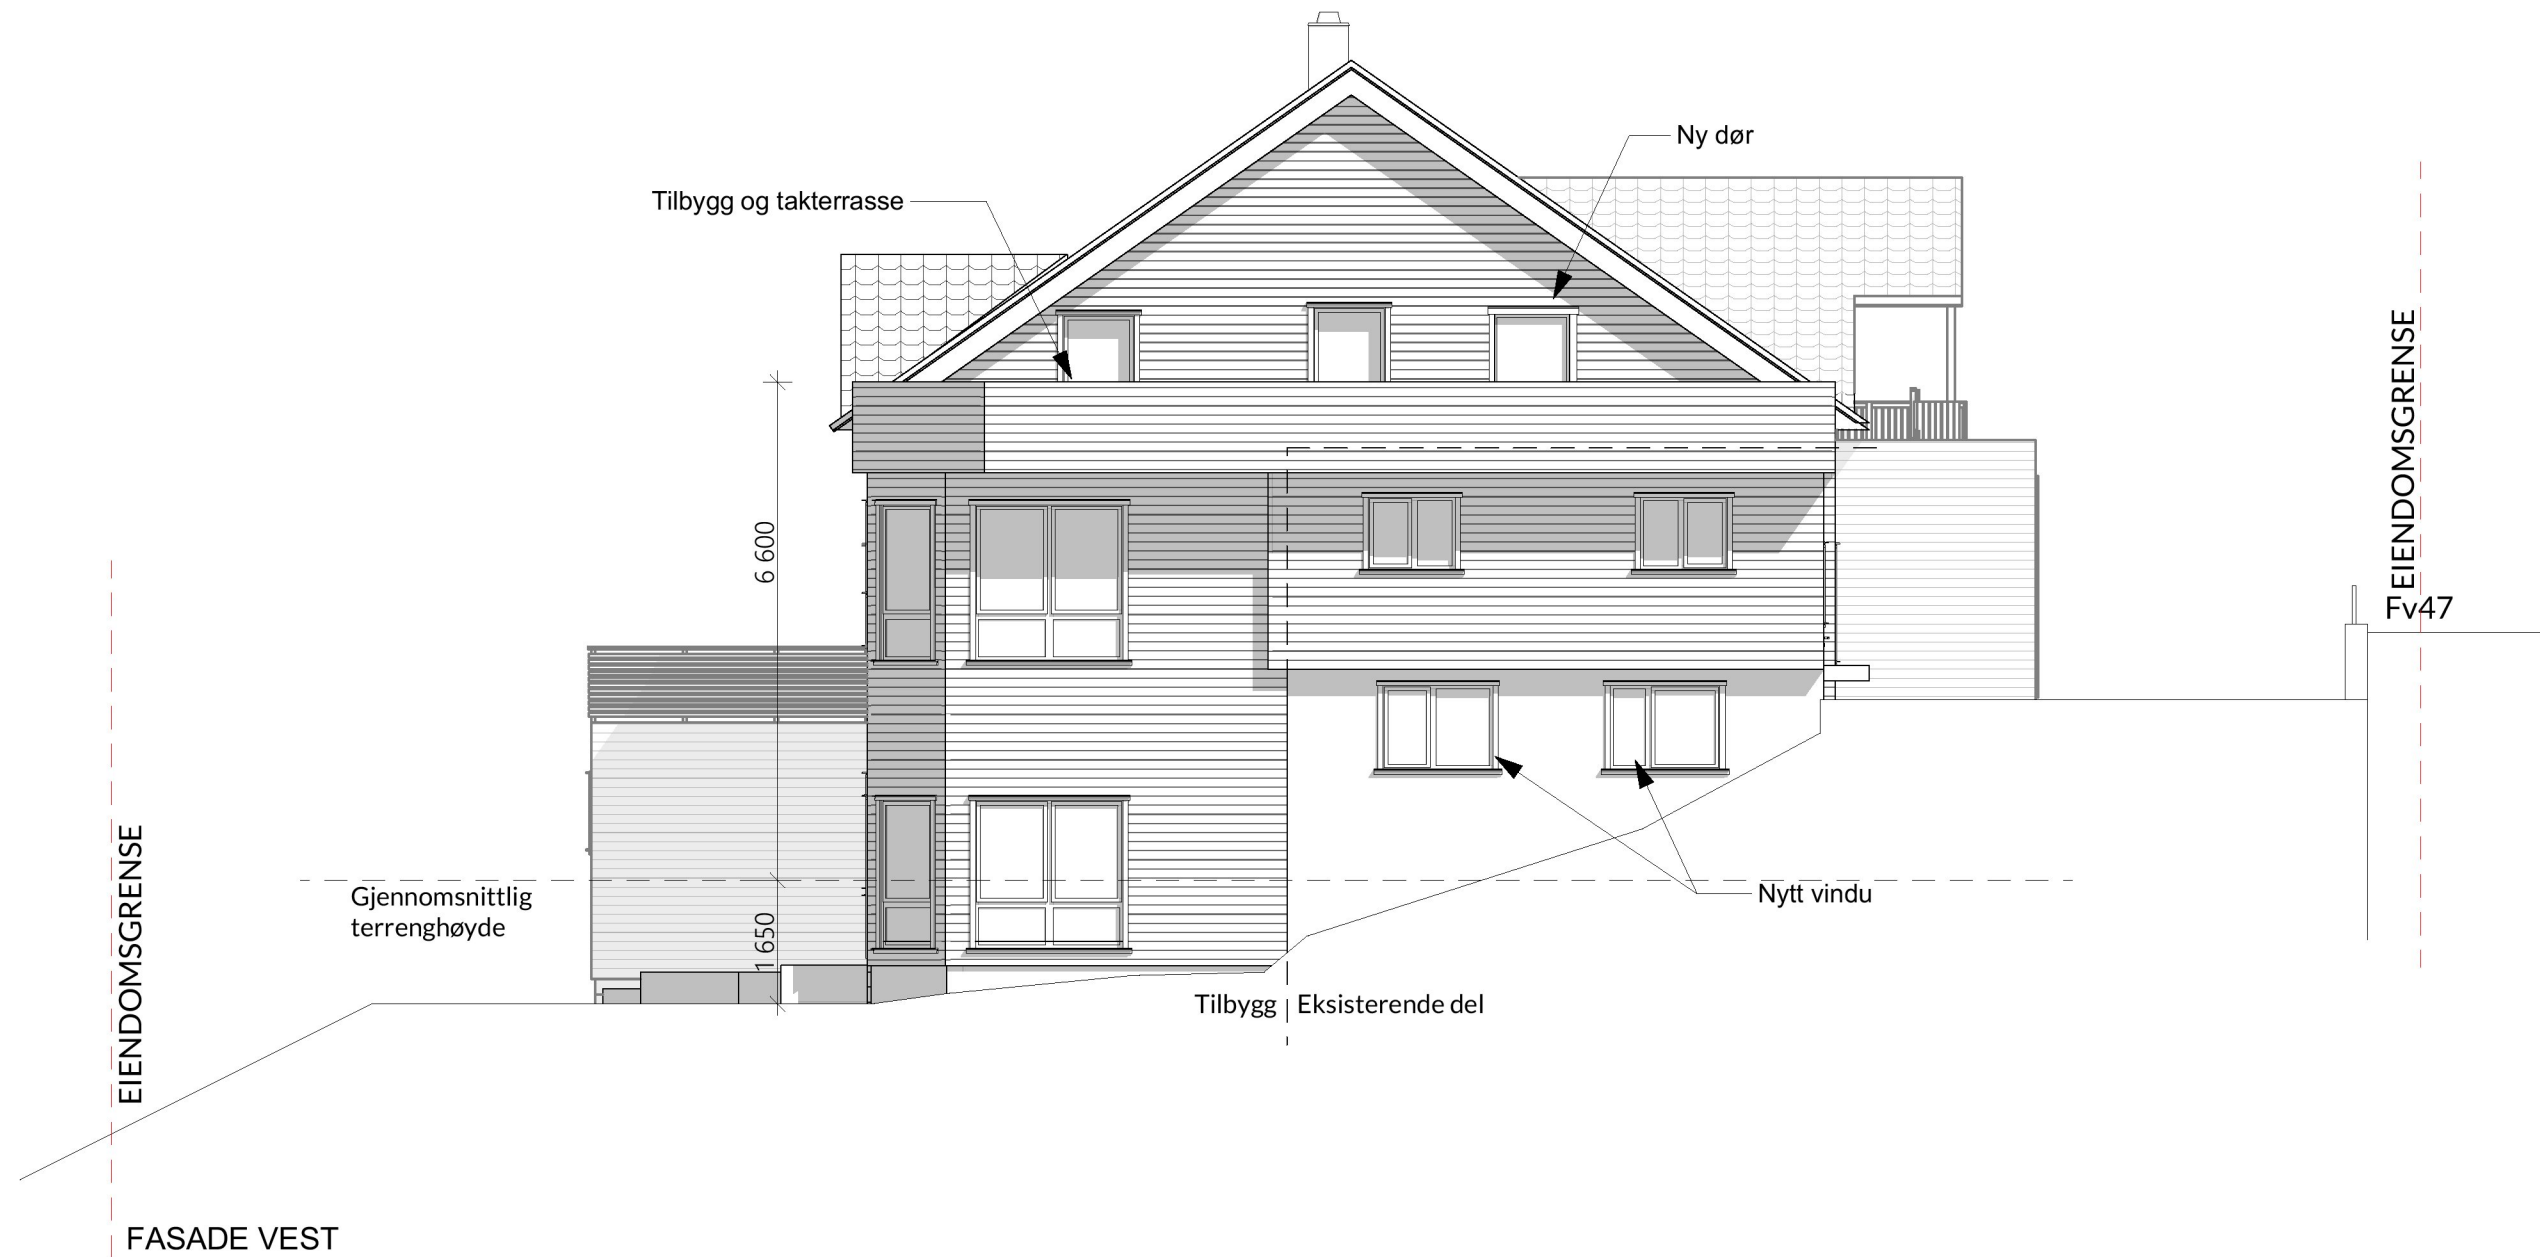 Ny dør
Tilbygg og takterrasse
EIENDOMSGRENSE
6 600
Fv47
EIENDOMSGRENSE
Gjennomsnittlig
terrenghøyde
Nytt vindu
1 650
Tilbygg
Eksisterende del
FASADE VEST